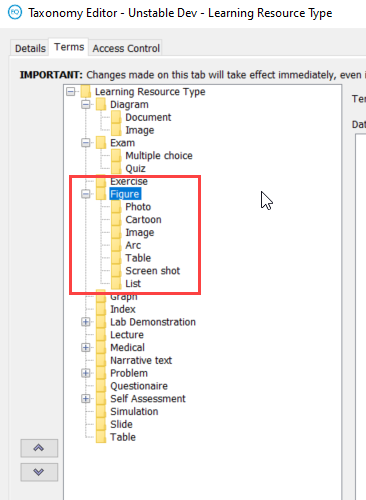 Taxonomy Editor - Unstable Dev - Learning Resource Type
Details Terms Access Control
IMPORTANT: Changes made on this tab will take effect immediately, even i
Learning Resource Type
Ter
Diagram
Document
Dat
Image
Exam
Multiple choice
Quiz
Exercise
Figure
Photo
Cartoon
Image
Arc
Table
Screen shot
List
Graph
Index
Lab Demonstration
Lecture
Medical
Narrative text
Problem
Questionaire
Self Assessment
Simulation
Slide
Table